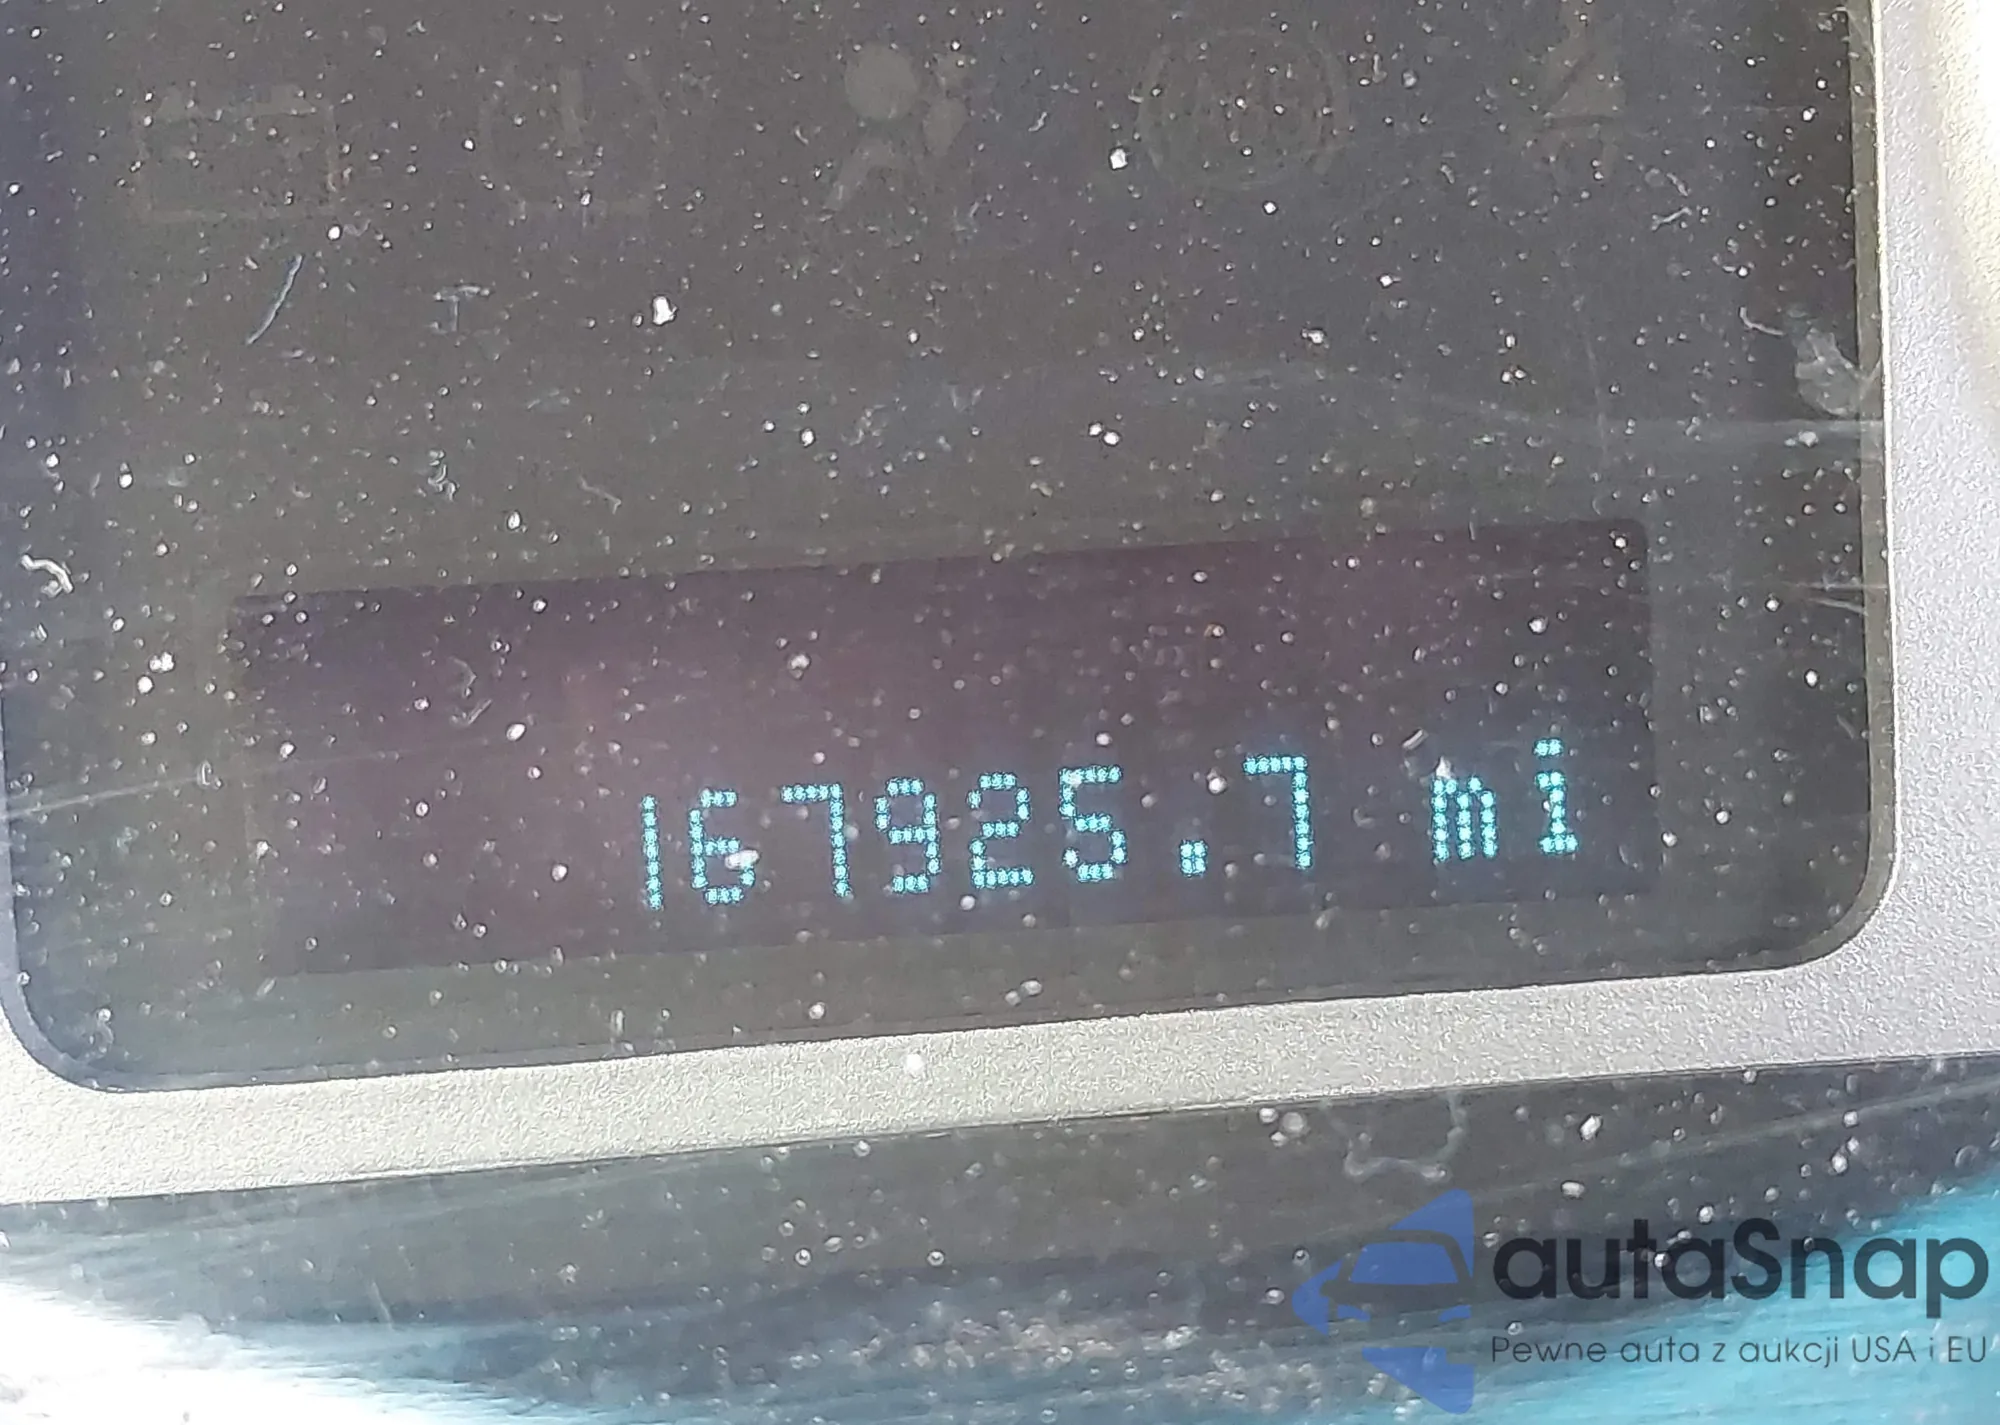 167925.7 mi
autaSnap
Pewne auta z aukcji USA i EU